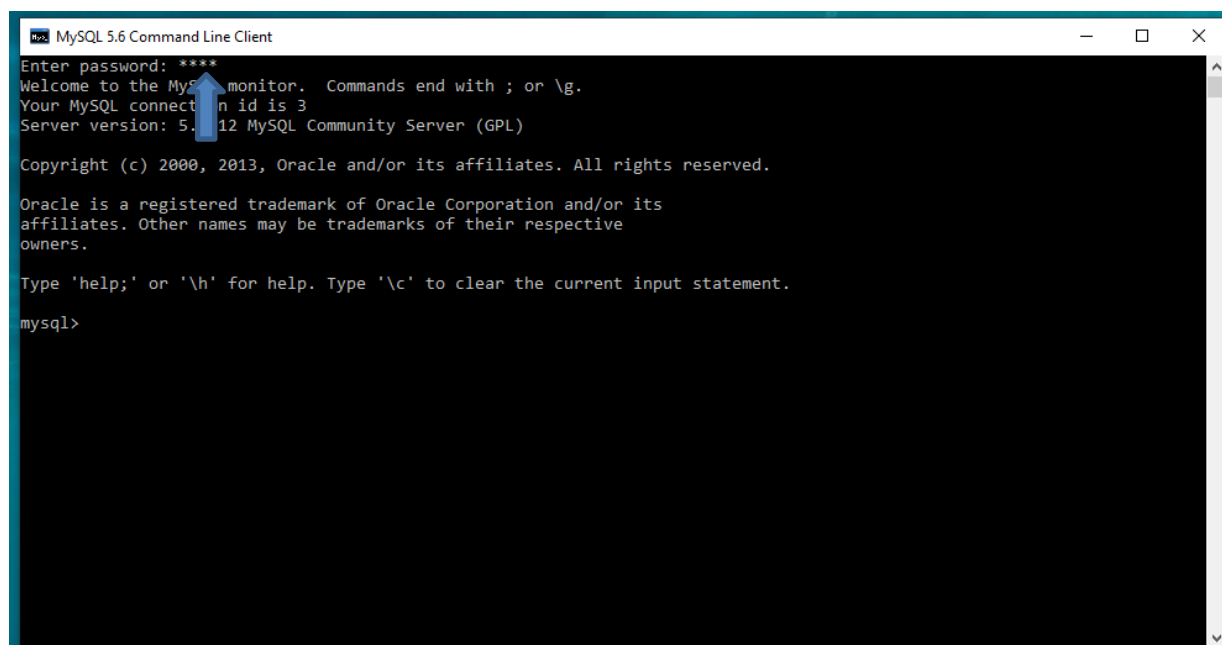 MySQL 5.6 Command Line Client
Enter password: ****
Welcome to the monitor. Commands end with ; or \g.
Your MySQL id is 3
Server version: MySQL Community Server (GPL)
Copyright (c) 2000, 2013, Oracle and/or its affiliates. All rights reserved.
Oracle is a registered trademark of Oracle Corporation and/or its
affiliates. Other names may be trademarks of their respective
owners.
Type 'help;' or '\h' for help. Type '\c' to clear the current input statement.
mysql>